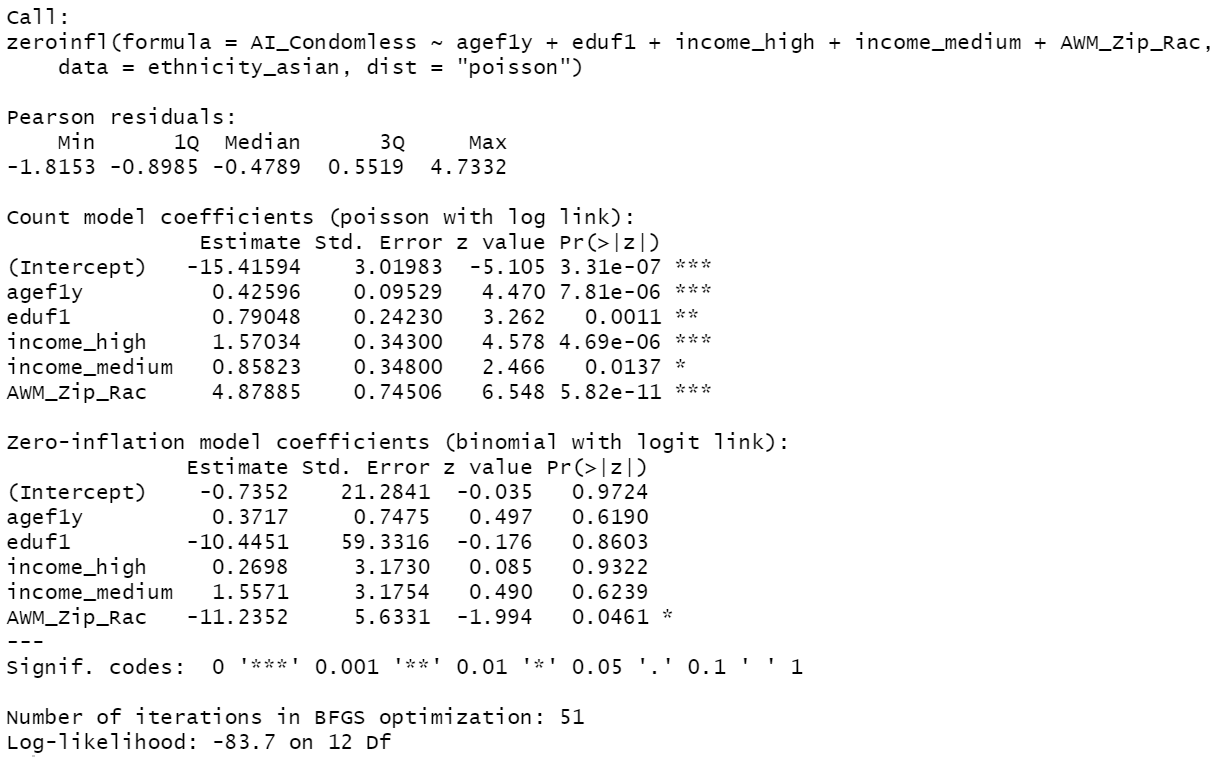 Call:
zeroinfl(formula = AI_Condomless ~ agef1y + eduf1 + income_high + income_medium + AWM_Zip_Rac,
    data = ethnicity_asian, dist = "poisson")

Pearson residuals:
    Min      1Q  Median      3Q     Max
-1.8153 -0.8985 -0.4789  0.5519  4.7332

Count model coefficients (poisson with log link):
               Estimate Std. Error z value Pr(>|z|)
(Intercept)   -15.41594    3.01983  -5.105 3.31e-07 ***
agef1y          0.42596    0.09529   4.470 7.81e-06 ***
eduf1           0.79048    0.24230   3.262   0.0011 **
income_high     1.57034    0.34300   4.578 4.69e-06 ***
income_medium   0.85823    0.34800   2.466   0.0137 *
AWM_Zip_Rac     4.87885    0.74506   6.548 5.82e-11 ***

Zero-inflation model coefficients (binomial with logit link):
              Estimate Std. Error z value Pr(>|z|)
(Intercept)    -0.7352    21.2841  -0.035   0.9724
agef1y          0.3717     0.7475   0.497   0.6190
eduf1         -10.4451    59.3316  -0.176   0.8603
income_high     0.2698     3.1730   0.085   0.9322
income_medium   1.5571     3.1754   0.490   0.6239
AWM_Zip_Rac   -11.2352     5.6331  -1.994   0.0461 *
---
Signif. codes:  0 '***' 0.001 '**' 0.01 '*' 0.05 '.' 0.1 ' ' 1

Number of iterations in BFGS optimization: 51
Log-likelihood: -83.7 on 12 Df